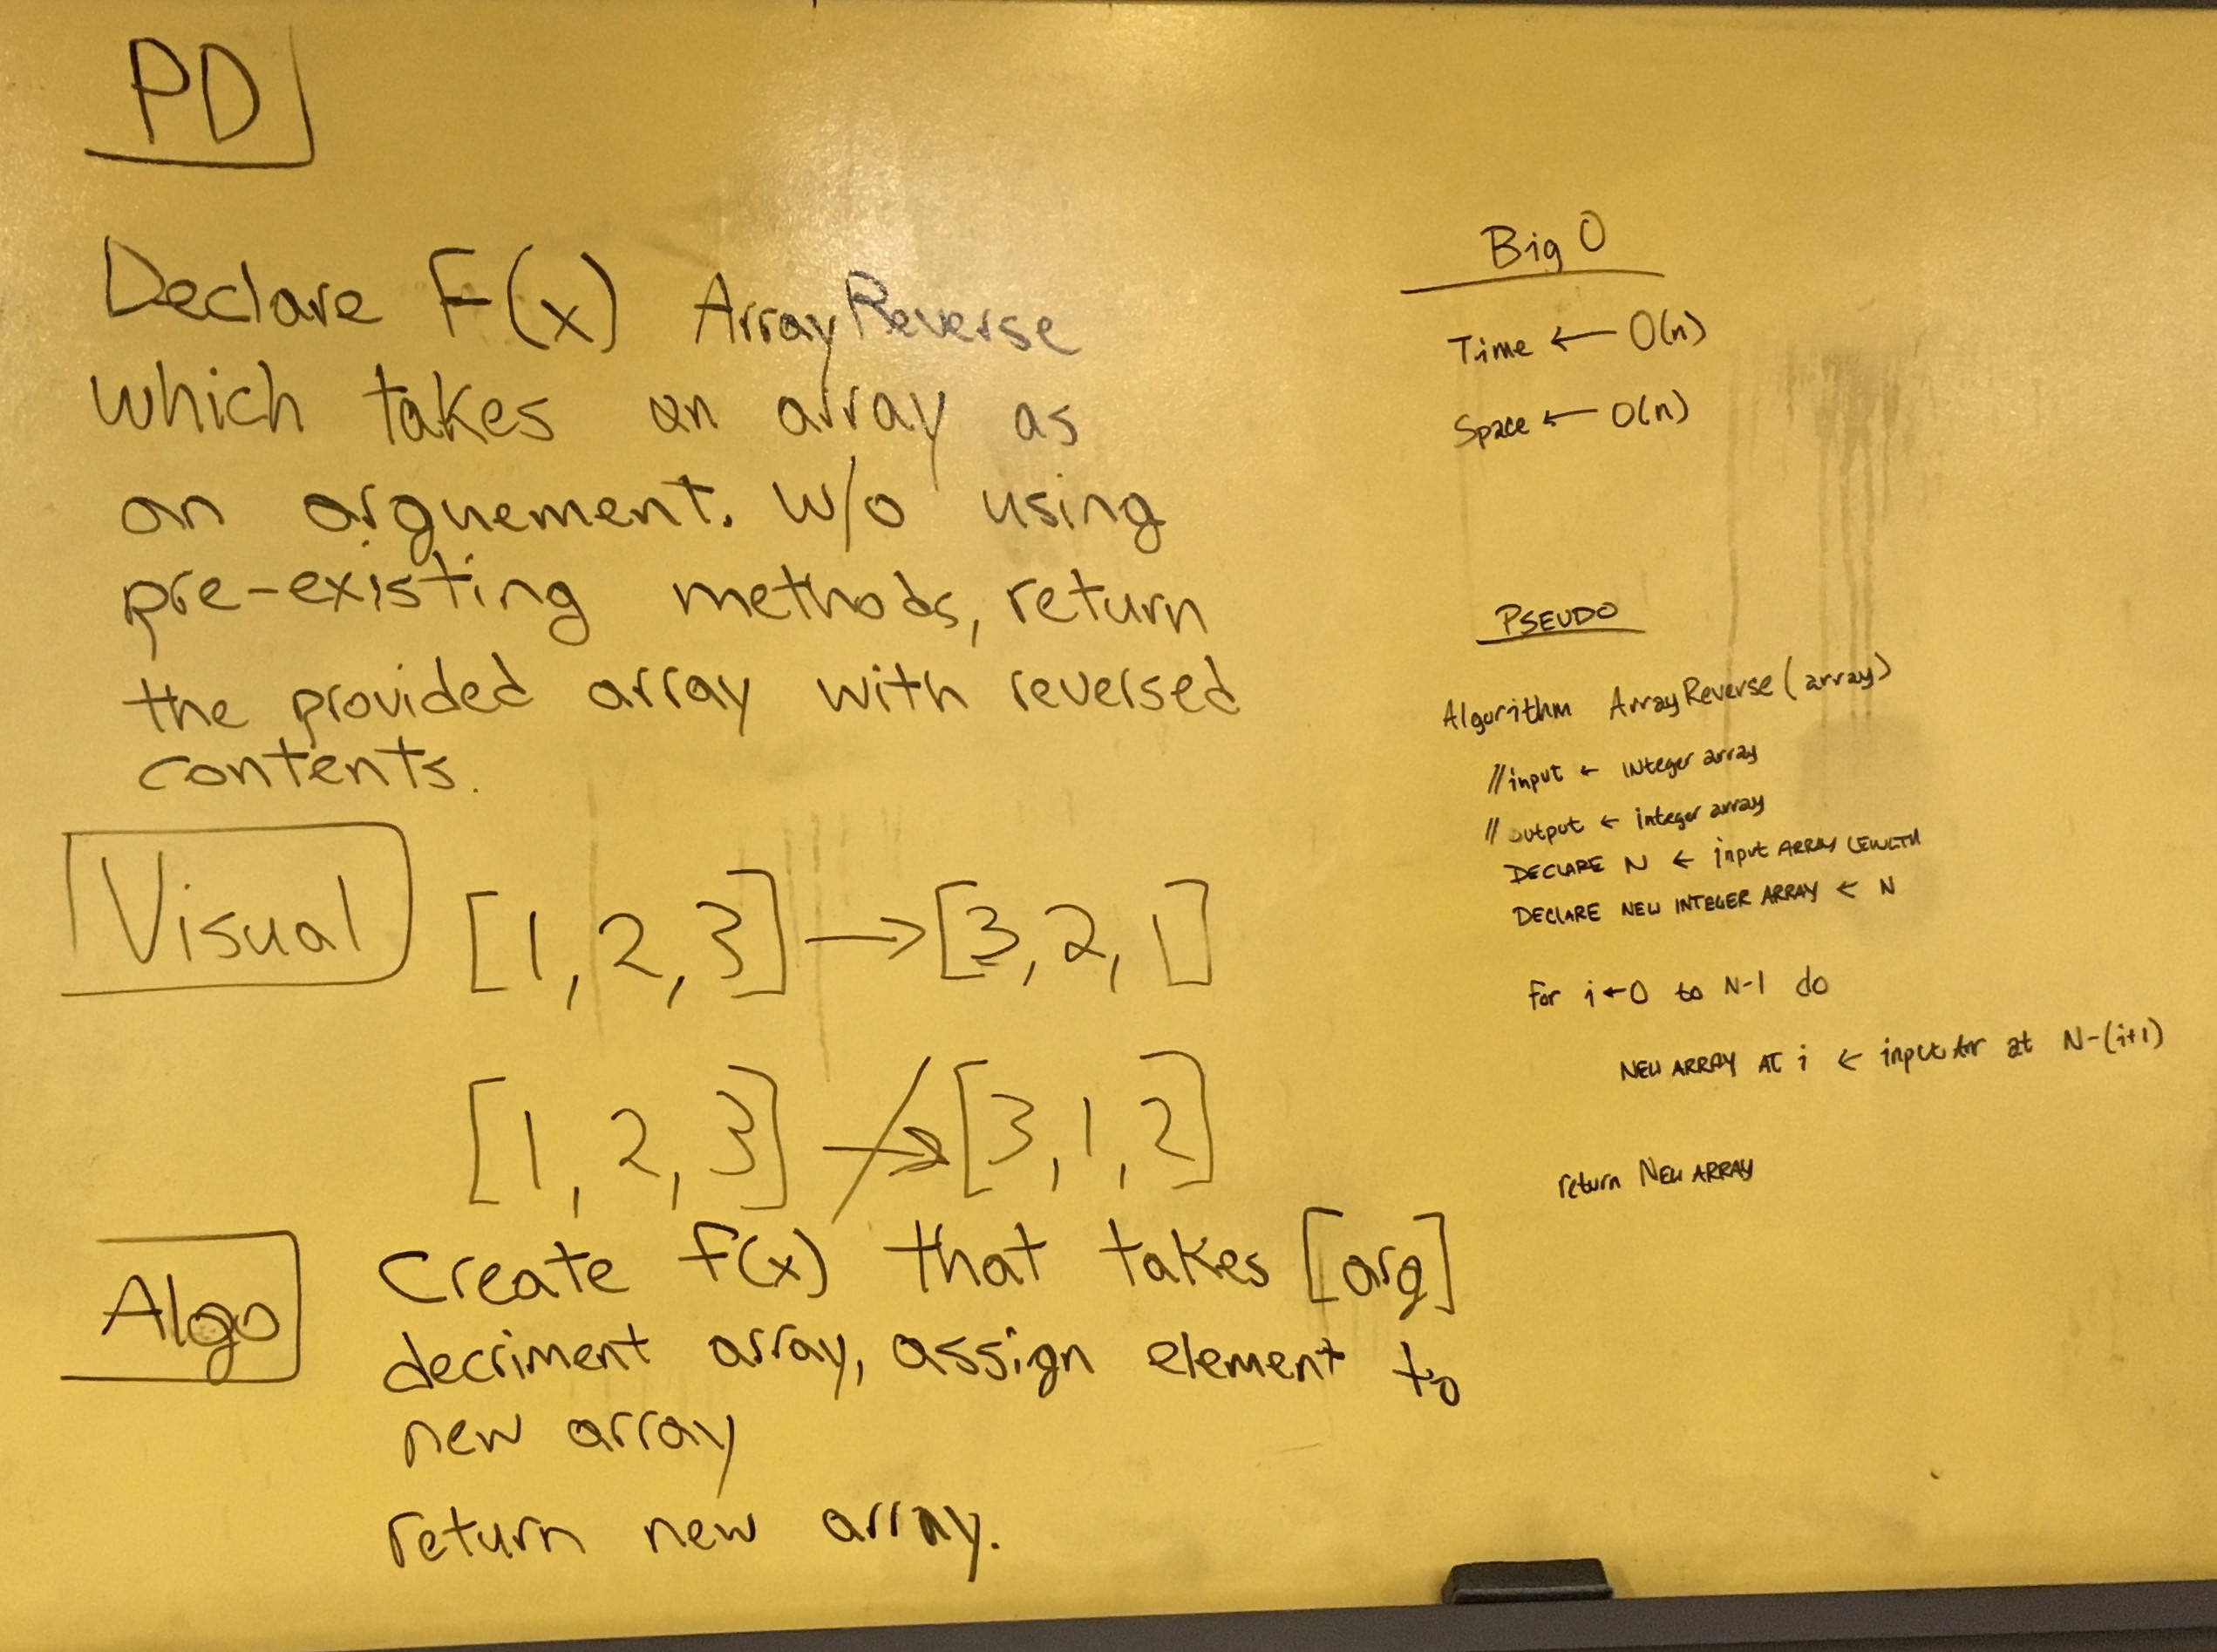 PD
Declare F(x) ArrayReverse
which takes an array as
an arguement. w/o using
pre-existing methods, return
the provided array with reversed
contents.
Visual
[1, 2, 3] → [3, 2, 1]
[1, 2, 3] ↛ [3, 1, 2]
Algo
Create f(x) that takes [arg]
decriment array, assign element to
new array
return new array.
Big O
Time ← O(n)
Space ← O(n)
PSEUDO
Algorithm ArrayReverse (array)
//input ← INteger array
// output ← integer array
DECLARE N ← input ARRAY LENGTH
DECLARE NEW INTEGER ARRAY ← N
for i←0 to N-1 do
NEW ARRAY AT i ← input Arr at N-(i+1)
return NEW ARRAY